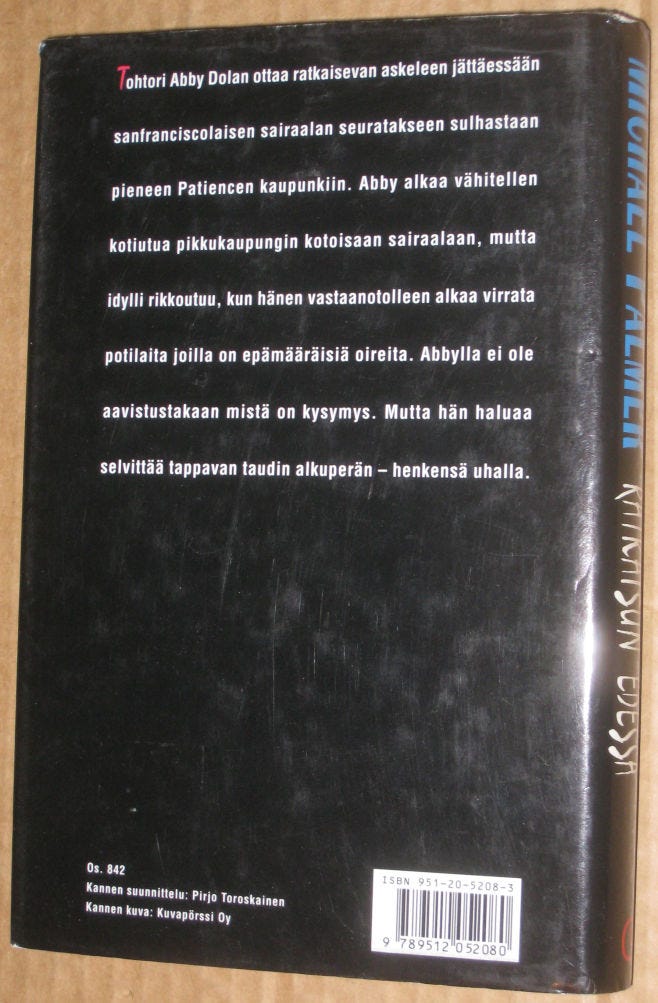 Tohtori Abby Dolan ottaa ratkaisevan askeleen jättäessään
sanfranciscolaisen sairaalan seuratakseen sulhastaan
pieneen Patiencen kaupunkiin. Abby alkaa vähitellen
kotiutua pikkukaupungin kotoisaan sairaalaan, mutta
idylli rikkoutuu, kun hänen vastaanotolleen alkaa virrata
potilaita joilla on epämääräisiä oireita. Abbylla ei ole
aavistustakaan mistä on kysymys. Mutta hän haluaa
selvittää tappavan taudin alkuperän – henkensä uhalla.
Os. 842
Kannen suunnittelu: Pirjo Toroskainen
Kannen kuva: Kuvapörssi Oy
ISBN 951-20-5208-3
9 789512 052080
MICHAEL PALMER
RATKAISUN EDESSÄ